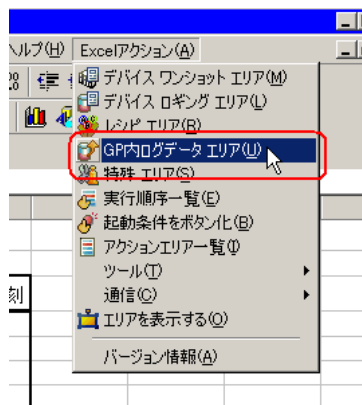 ヘルプ(H) Excelアクション(A)
デバイス ワンショット エリア(M)
デバイス ロギング エリア(L)
レシピ エリア(R)
GP内ログデータ エリア(U)
特殊 エリア(S)
実行順序一覧(E)
起動条件をボタン化(B)
アクションエリア一覧(I)
ツール(T)
刻 通信(C)
エリアを表示する(O)
バージョン情報(A)